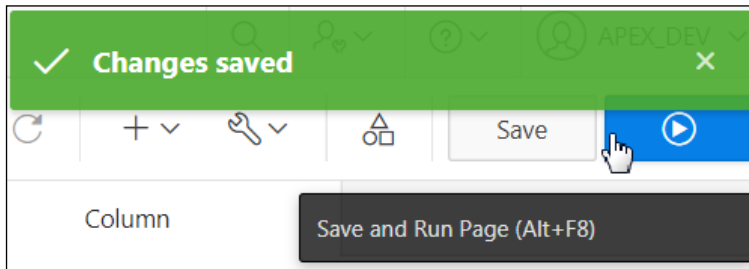 APEX_DEV
Changes saved
Save
Column
Save and Run Page (Alt+F8)